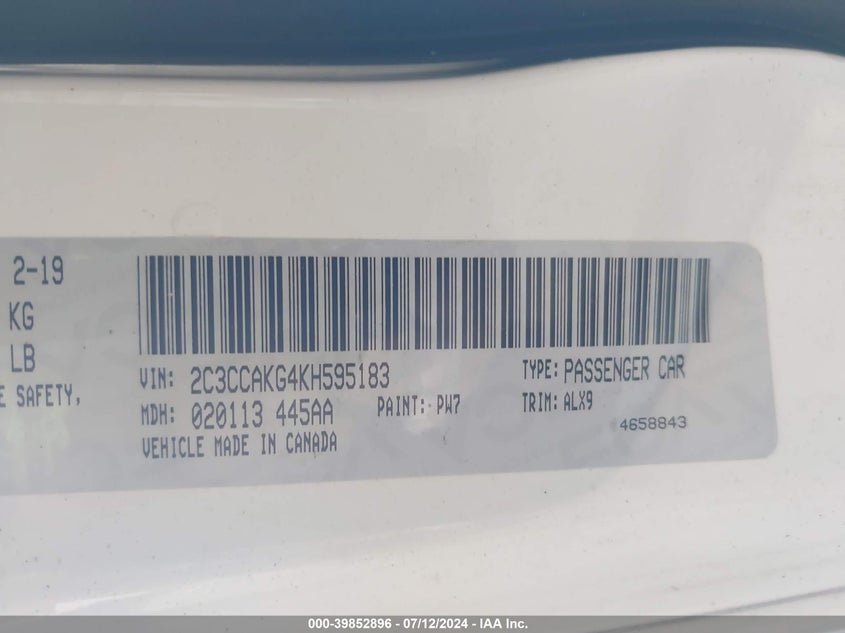 2-19
KG
LB
E SAFETY,
VIN: 2C3CCAKG4KH595183
TYPE: PASSENGER CAR
MDH: 020113 445AA
PAINT: PW7
TRIM: ALX9
VEHICLE MADE IN CANADA
4658843
000-39852896 - 07/12/2024 - IAA Inc.